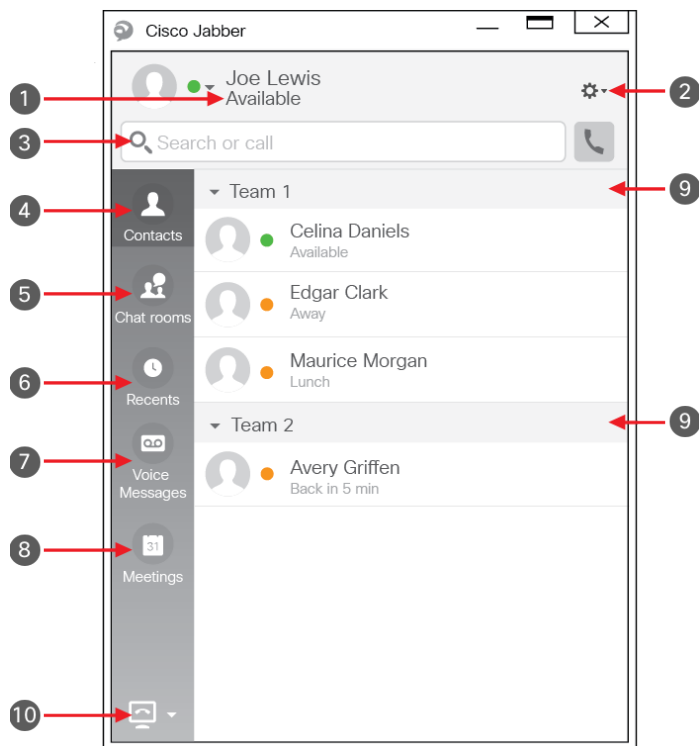 Cisco Jabber
Joe Lewis
1
Available
2
3
Search or call
Team 1
9
4
Contacts
Celina Daniels
Available
5
Chat rooms
Edgar Clark
Away
6
Recents
Maurice Morgan
Lunch
Team 2
9
7
Voice
Messages
Avery Griffen
Back in 5 min
8
31
Meetings
10